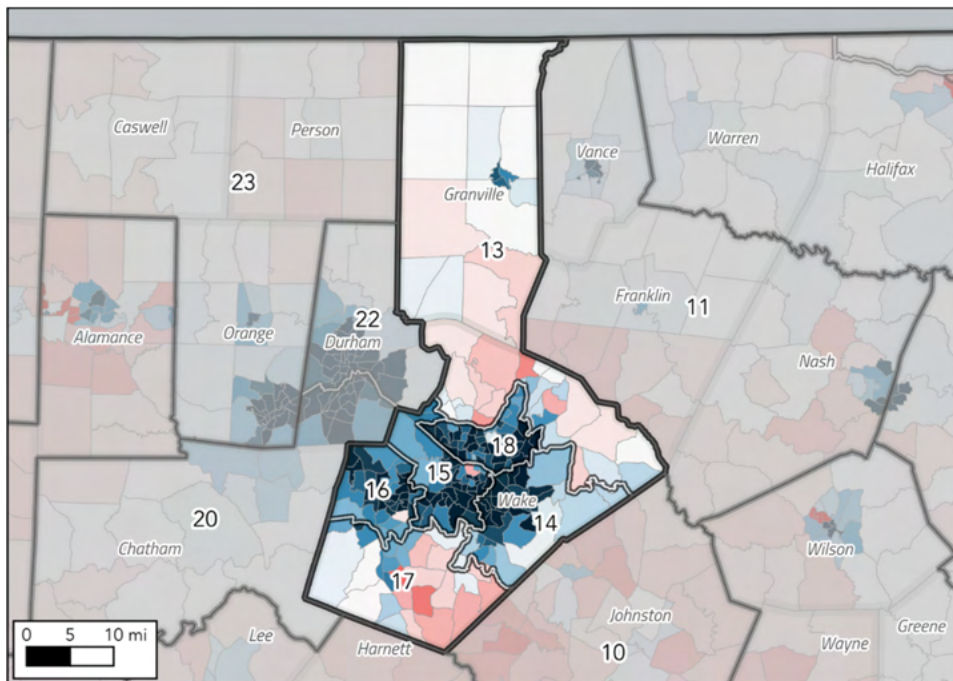 Caswell
Person
Vance
Warren
Halifax
23
Granville
13
Franklin
11
22
Alamance
Orange
Durham
Nash
18
15
16
Wake
14
20
Chatham
Wilson
17
Johnston
0 5 10 mi
Lee
Harnett
10
Wayne
Greene